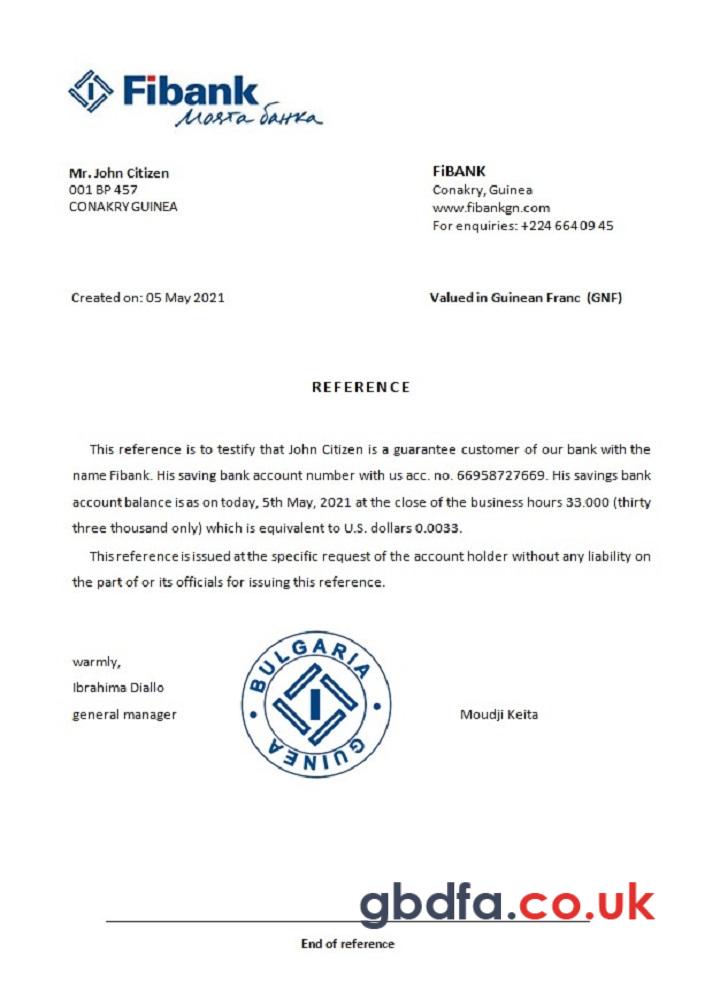 Fibank
Моята банка
Mr. John Citizen
001 BP 457
CONAKRY GUINEA
FiBANK
Conakry, Guinea
www.fibankgn.com
For enquiries: +224 664 09 45
Created on: 05 May 2021
Valued in Guinean Franc (GNF)
REFERENCE
This reference is to testify that John Citizen is a guarantee customer of our bank with the
name Fibank. His saving bank account number with us acc. no. 66958727669. His savings bank
account balance is as on today, 5th May, 2021 at the close of the business hours 33.000 (thirty
three thousand only) which is equivalent to U.S. dollars 0.0033.
This reference is issued at the specific request of the account holder without any liability on
the part of or its officials for issuing this reference.
warmly,
Ibrahima Diallo
general manager
BULGARIA
GUINEA
Moudji Keita
gbdfa.co.uk
End of reference